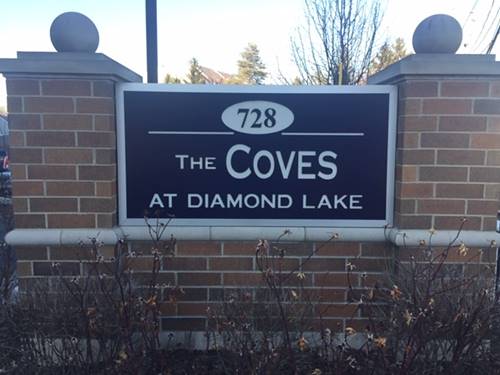 728
THE COVES
AT DIAMOND LAKE